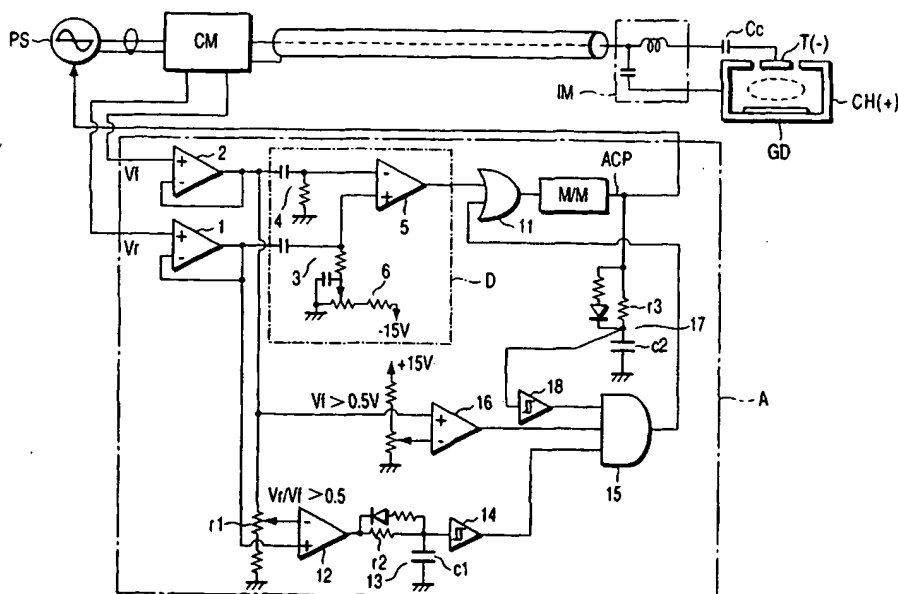 PS
CM
Cc
T(-)
IM
CH(+)
GD
ACP
Vf
2
+
-
4
-
+
5
11
M/M
Vr
1
+
-
3
6
D
-15V
r3
17
c2
+15V
18
Vf > 0.5V
16
+
-
A
15
Vr/Vf > 0.5
r1
-
+
12
r2
13
c1
14